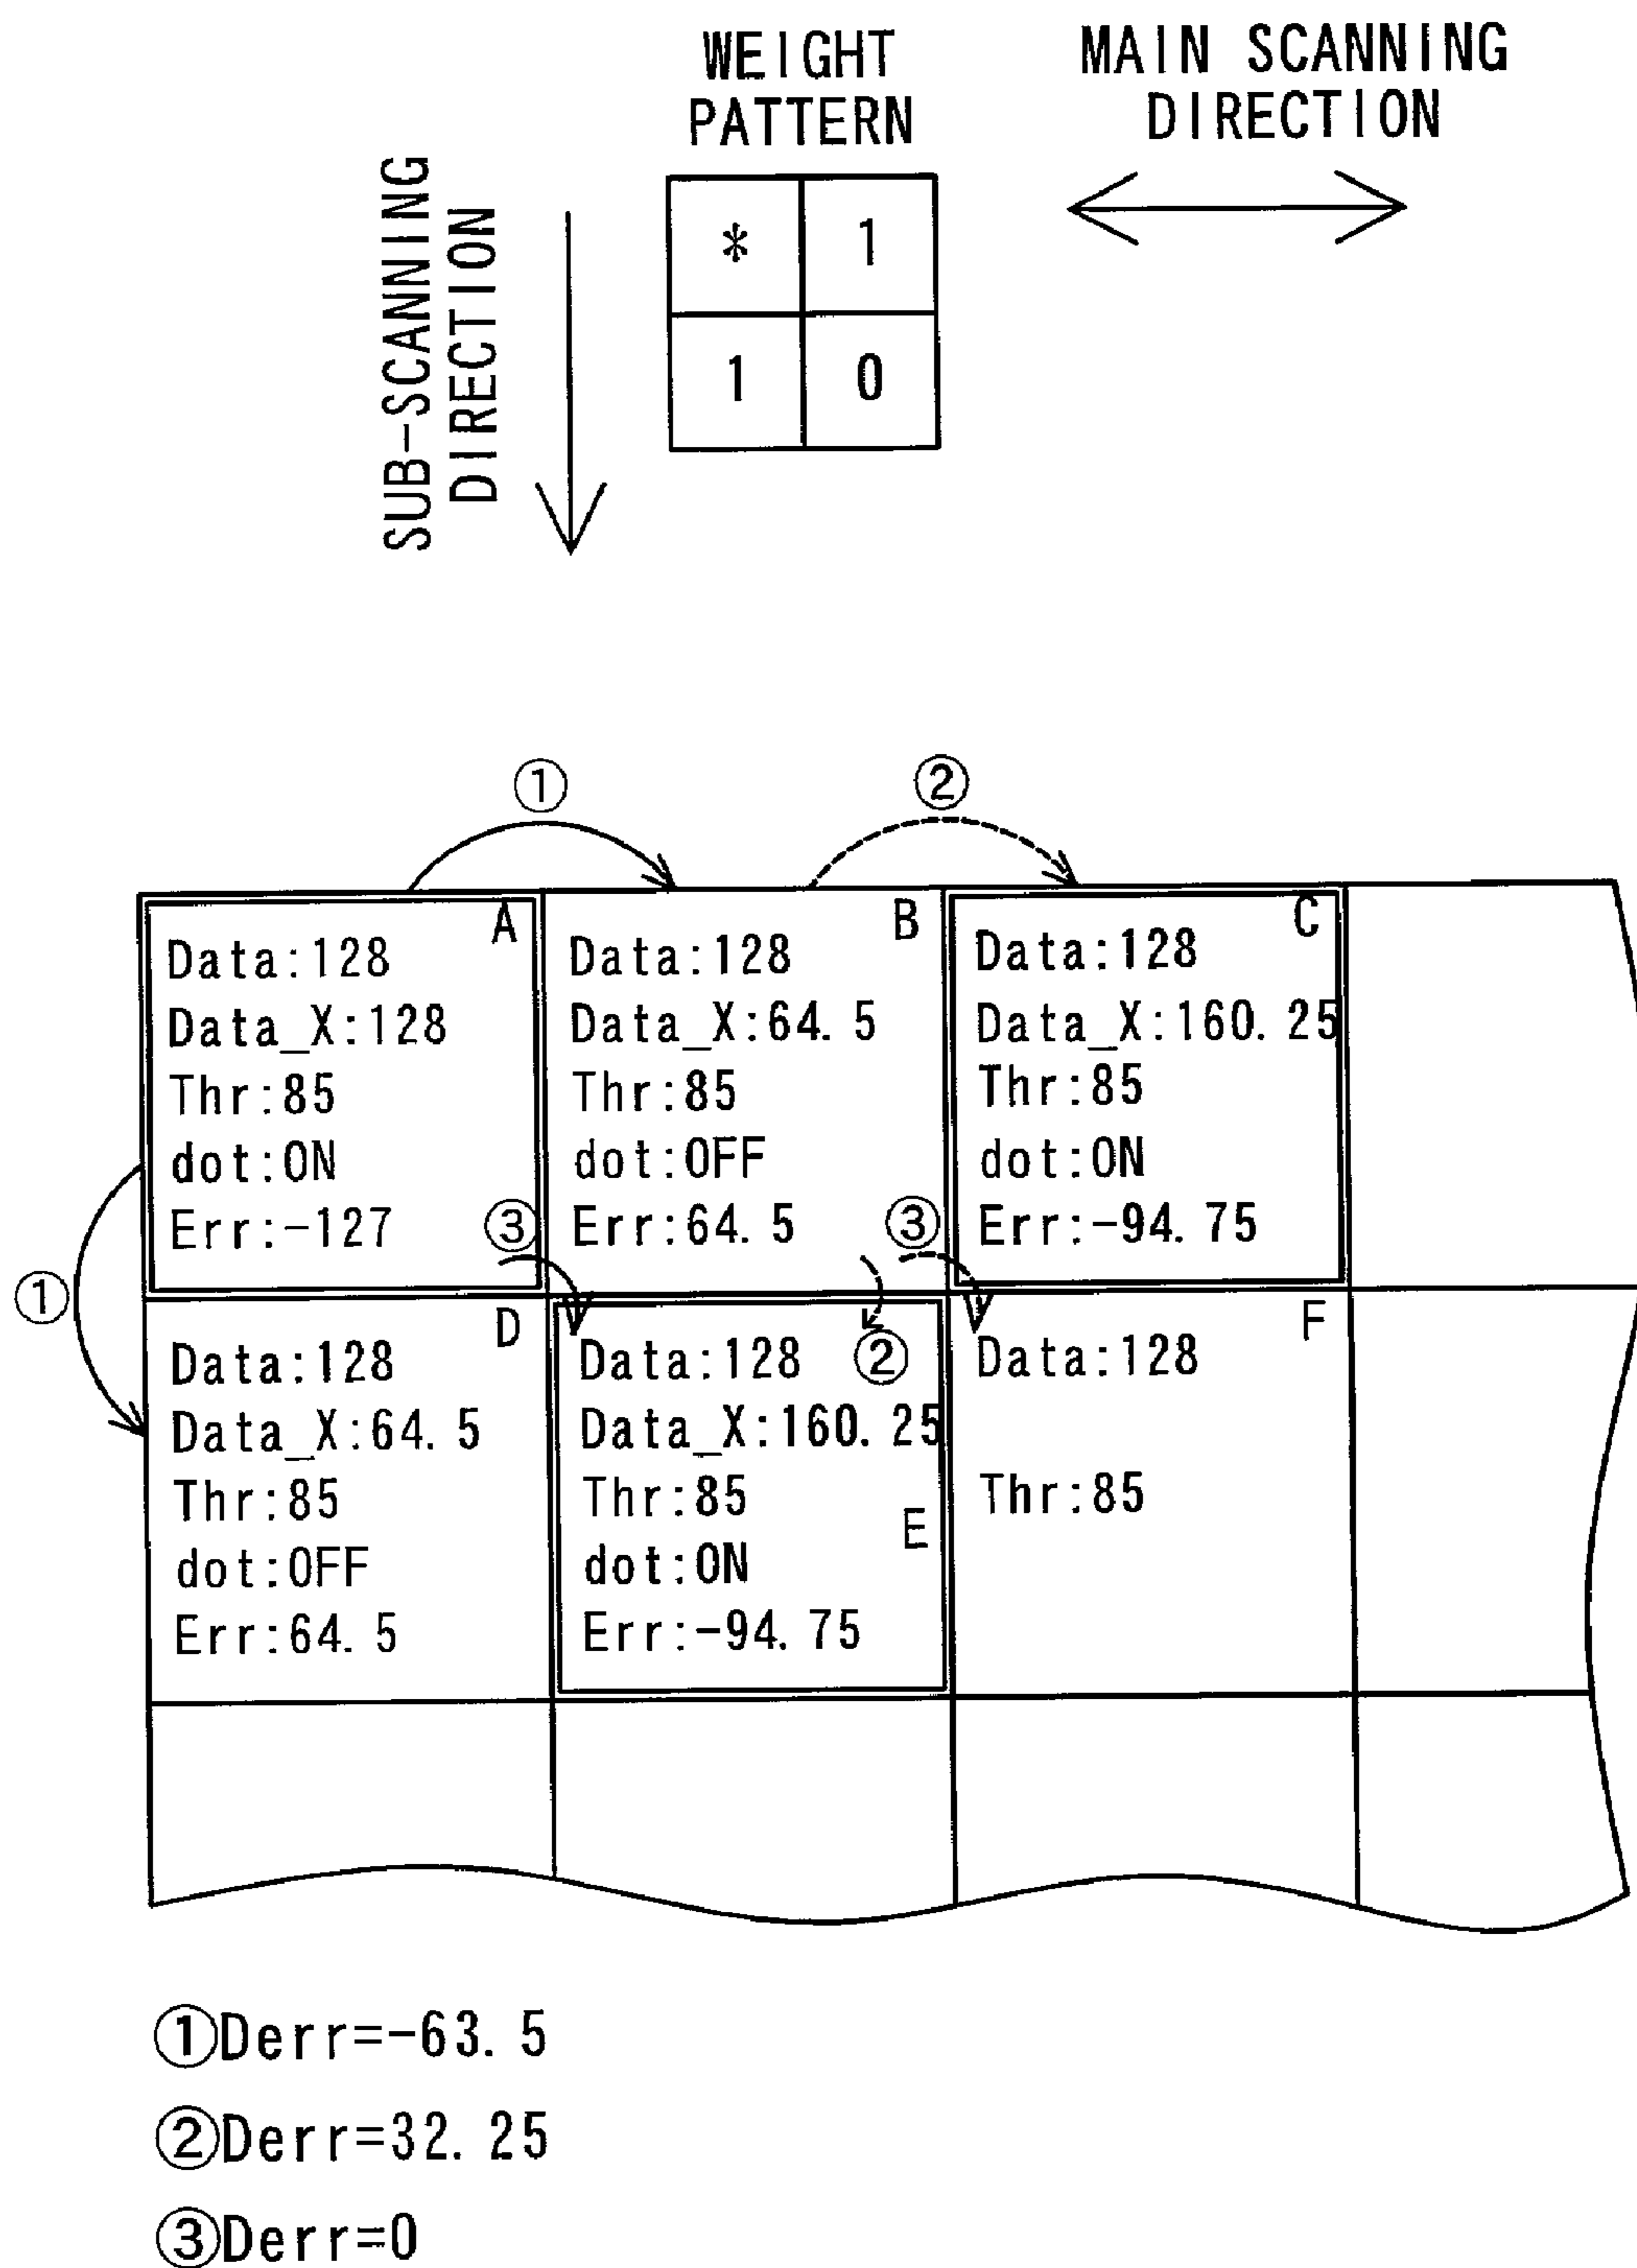 WEIGHT
PATTERN
MAIN SCANNING
DIRECTION
SUB-SCANNING
DIRECTION
* 1
1 0
① ②
A
Data:128
Data_X:128
Thr:85
dot:ON
Err:-127
③
B
Data:128
Data_X:64.5
Thr:85
dot:OFF
Err:64.5
③
C
Data:128
Data_X:160.25
Thr:85
dot:ON
Err:-94.75
①
D
Data:128
Data_X:64.5
Thr:85
dot:OFF
Err:64.5
Data:128 ②
Data_X:160.25
Thr:85
E
dot:ON
Err:-94.75
F
Data:128
Thr:85
①Derr=-63.5
②Derr=32.25
③Derr=0